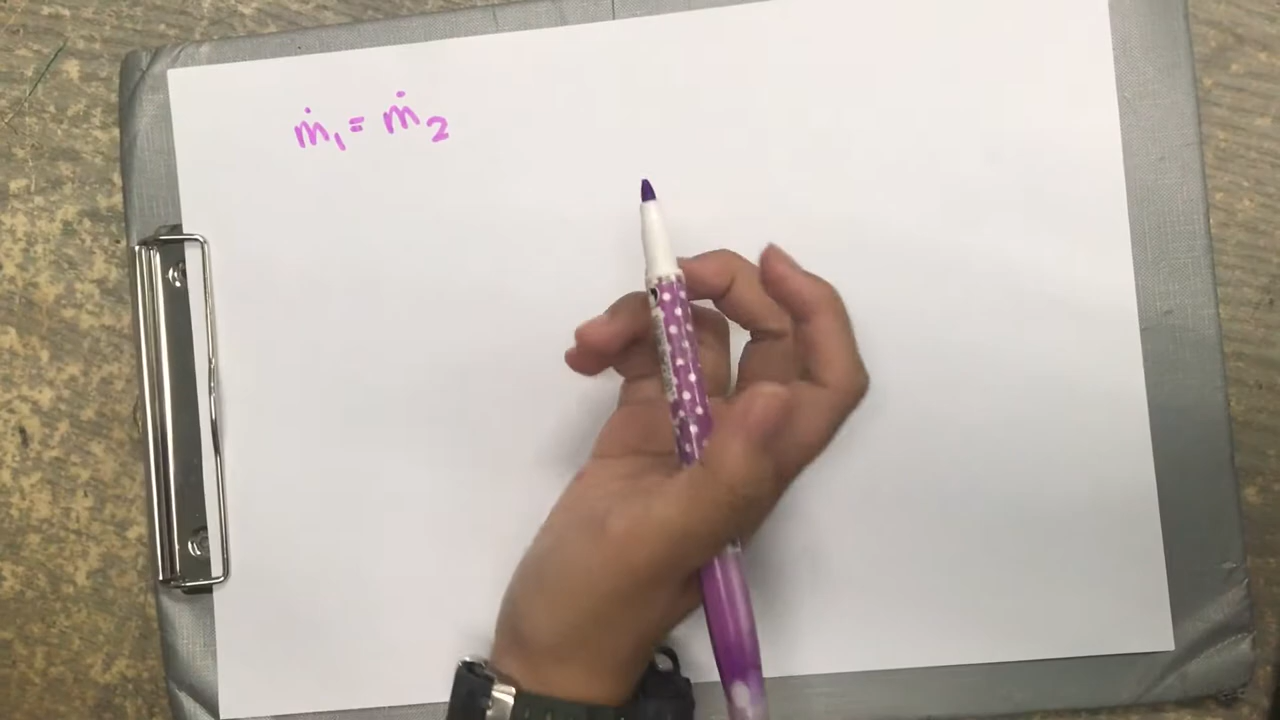 ṁ₁ = ṁ₂